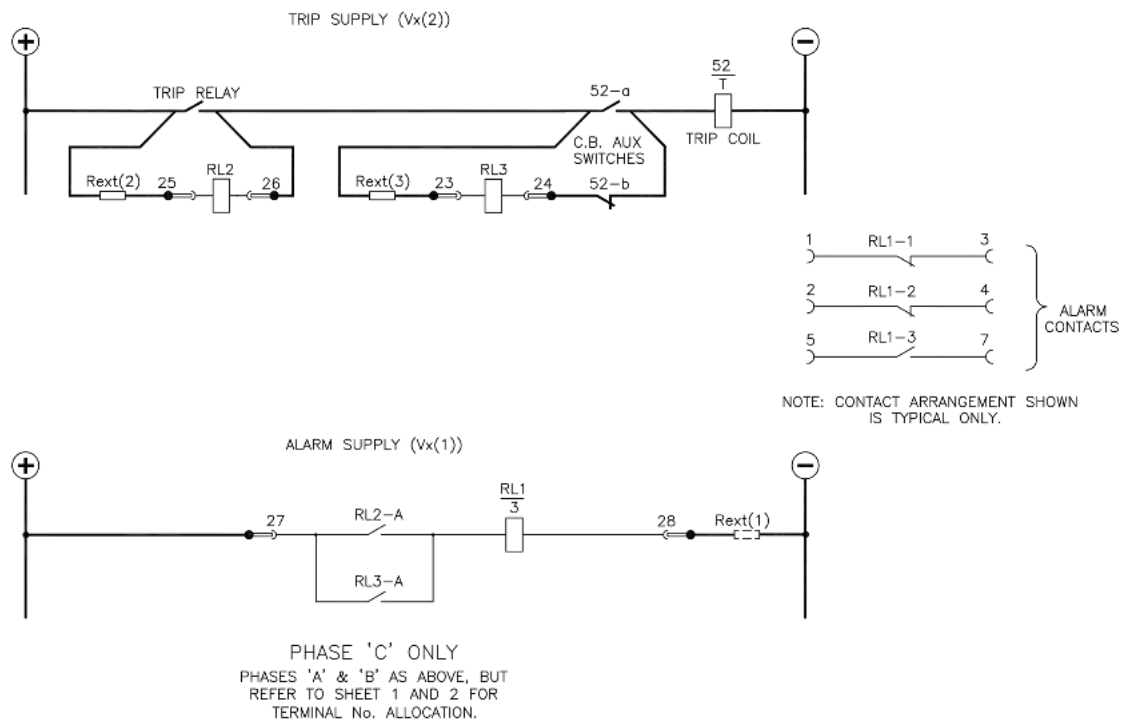 TRIP SUPPLY (Vx(2))
+
−
52
T
TRIP RELAY
52-a
TRIP COIL
C.B. AUX
SWITCHES
Rext(2) 25 RL2 26
Rext(3) 23 RL3 24 52-b
1 RL1-1 3
2 RL1-2 4
5 RL1-3 7
ALARM
CONTACTS
NOTE: CONTACT ARRANGEMENT SHOWN
IS TYPICAL ONLY.
ALARM SUPPLY (Vx(1))
+
−
27 RL2-A RL1 28 Rext(1)
3
RL3-A
PHASE 'C' ONLY
PHASES 'A' & 'B' AS ABOVE, BUT
REFER TO SHEET 1 AND 2 FOR
TERMINAL No. ALLOCATION.